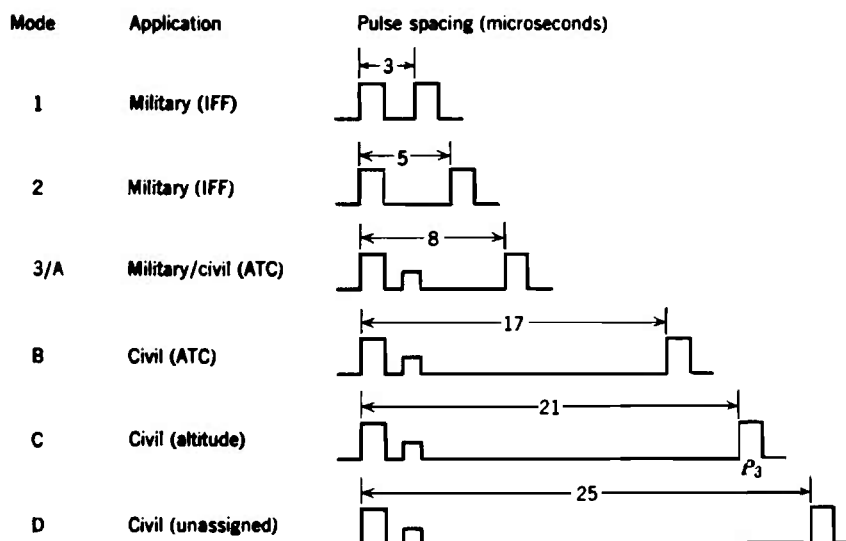 Mode Application Pulse spacing (microseconds)
3
1 Military (IFF)
5
2 Military (IFF)
8
3/A Military/civil (ATC)
17
B Civil (ATC)
21
C Civil (altitude)
P3
25
D Civil (unassigned)